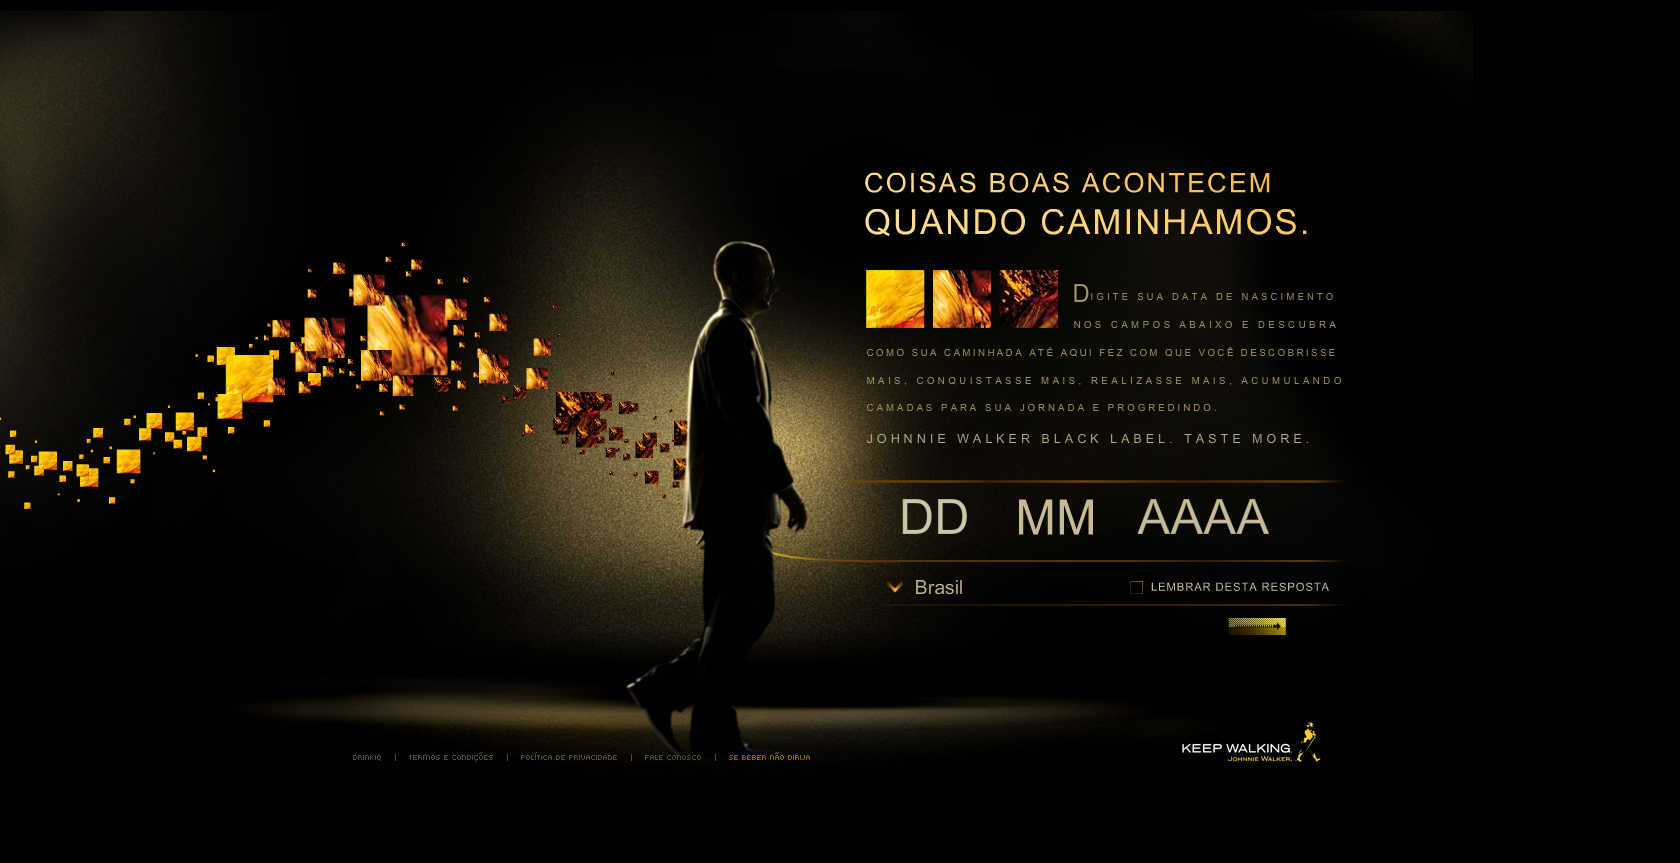 COISAS BOAS ACONTECEM
QUANDO CAMINHAMOS.
DIGITE SUA DATA DE NASCIMENTO
NOS CAMPOS ABAIXO E DESCUBRA
COMO SUA CAMINHADA ATÉ AQUI FEZ COM QUE VOCÊ DESCOBRISSE
MAIS, CONQUISTASSE MAIS, REALIZASSE MAIS, ACUMULANDO
CAMADAS PARA SUA JORNADA E PROGREDINDO.
JOHNNIE WALKER BLACK LABEL. TASTE MORE.
DD MM AAAA
Brasil LEMBRAR DESTA RESPOSTA
KEEP WALKING.
JOHNNIE WALKER.
DRINKIQ | TERMOS E CONDIÇÕES | POLÍTICA DE PRIVACIDADE | FALE CONOSCO | SE BEBER NÃO DIRIJA